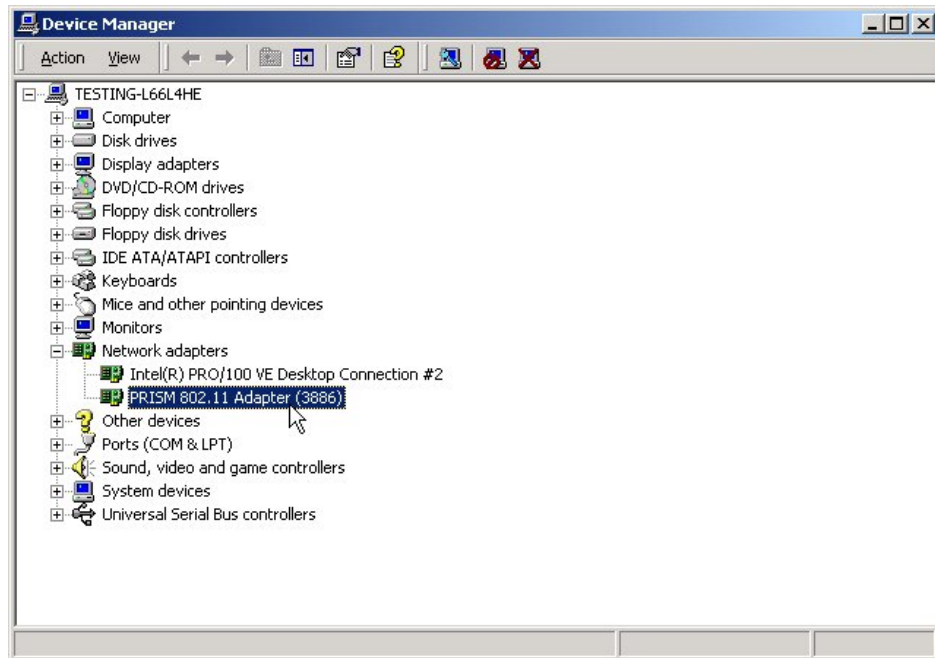 Device Manager
Action View
TESTING-L66L4HE
Computer
Disk drives
Display adapters
DVD/CD-ROM drives
Floppy disk controllers
Floppy disk drives
IDE ATA/ATAPI controllers
Keyboards
Mice and other pointing devices
Monitors
Network adapters
Intel(R) PRO/100 VE Desktop Connection #2
PRISM 802.11 Adapter (3886)
Other devices
Ports (COM & LPT)
Sound, video and game controllers
System devices
Universal Serial Bus controllers